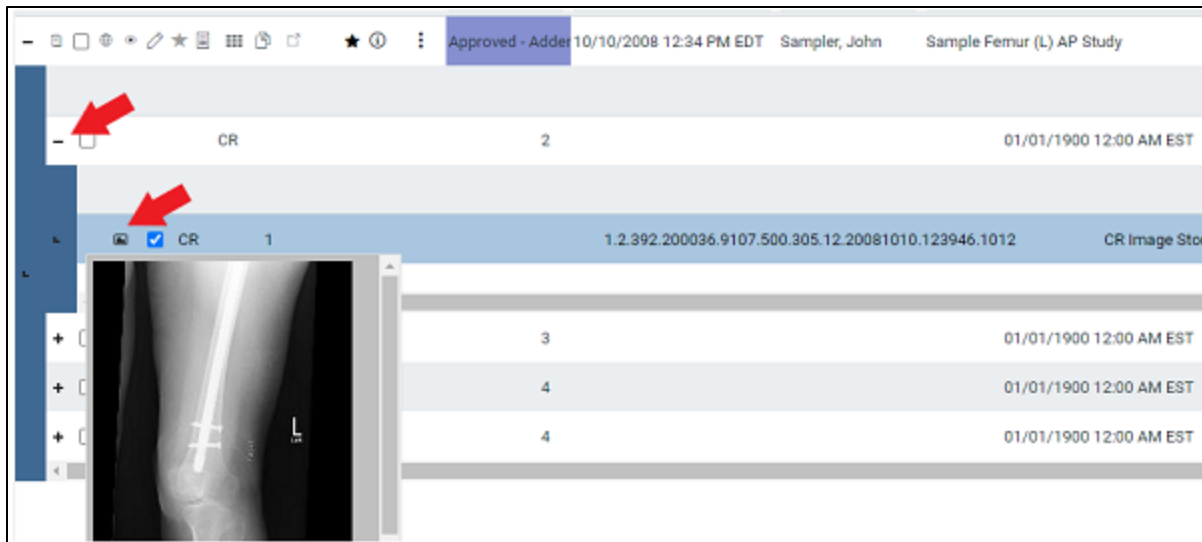 Approved - Adder 10/10/2008 12:34 PM EDT Sampler, John Sample Femur (L) AP Study
CR 2 01/01/1900 12:00 AM EST
CR 1 1.2.392.200036.9107.500.305.12.20081010.123946.1012 CR Image Sto
L
3 01/01/1900 12:00 AM EST
4 01/01/1900 12:00 AM EST
4 01/01/1900 12:00 AM EST